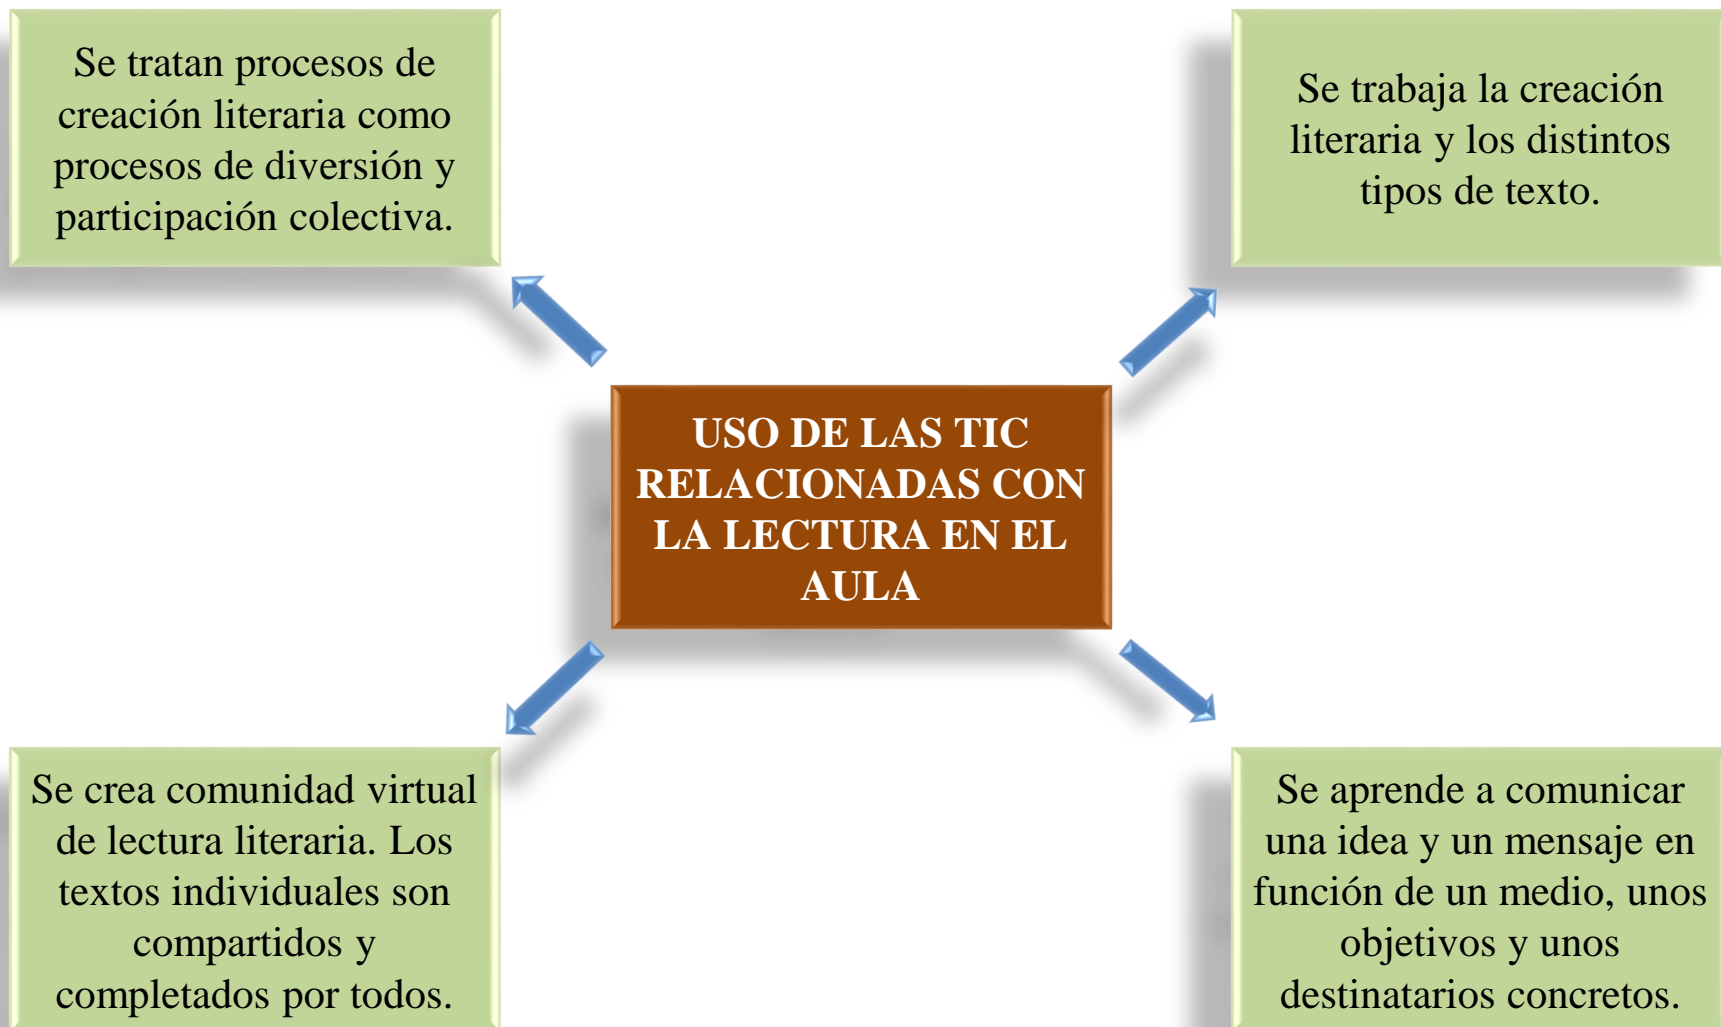 Se tratan procesos de
creación literaria como
procesos de diversión y
participación colectiva.
Se trabaja la creación
literaria y los distintos
tipos de texto.
USO DE LAS TIC
RELACIONADAS CON
LA LECTURA EN EL
AULA
Se crea comunidad virtual
de lectura literaria. Los
textos individuales son
compartidos y
completados por todos.
Se aprende a comunicar
una idea y un mensaje en
función de un medio, unos
objetivos y unos
destinatarios concretos.